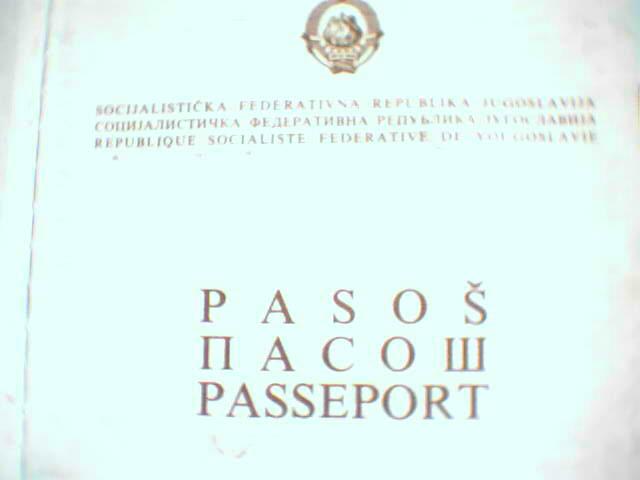 SOCIJALISTIČKA FEDERATIVNA REPUBLIKA JUGOSLAVIJA
СОЦИЈАЛИСТИЧКА ФЕДЕРАТИВНА РЕПУБЛИКА ЈУГОСЛАВИЈА
REPUBLIQUE SOCIALISTE FEDERATIVE DE YOUGOSLAVIE
PASOŠ
ПАСОШ
PASSEPORT